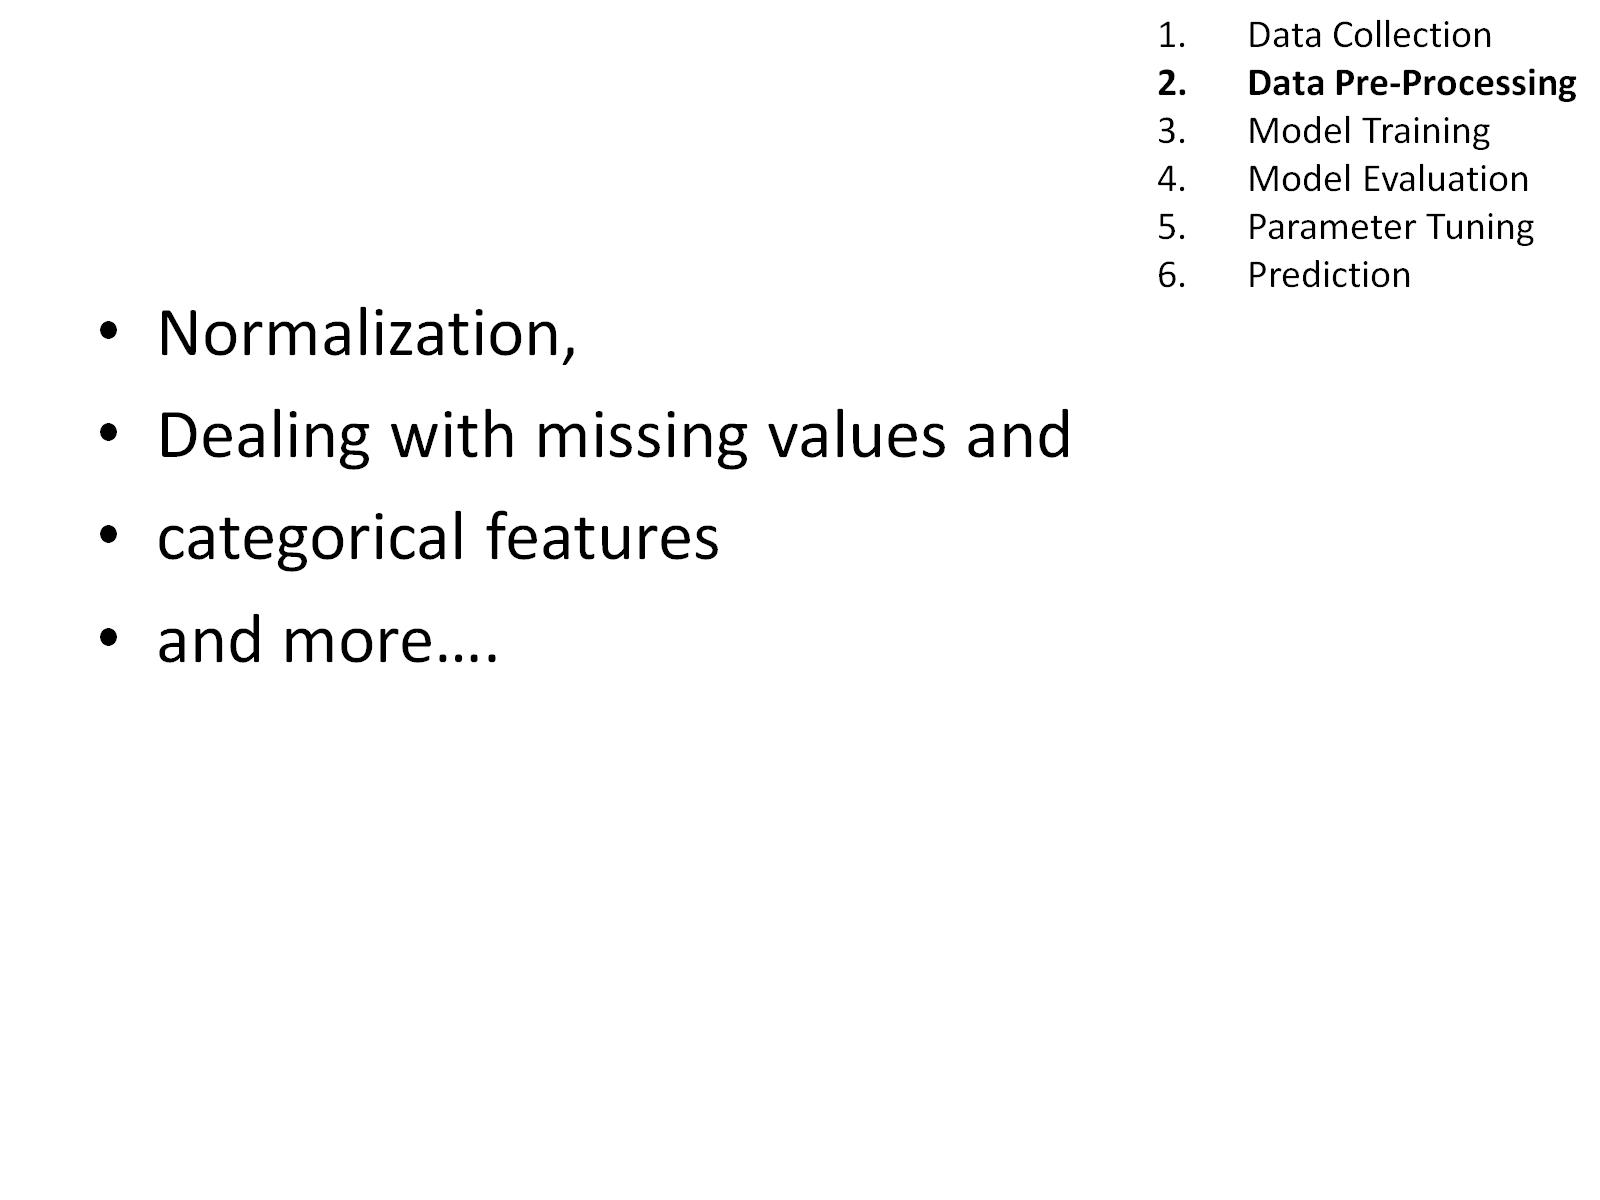 1. Data Collection
2. Data Pre-Processing
3. Model Training
4. Model Evaluation
5. Parameter Tuning
6. Prediction
• Normalization,
• Dealing with missing values and
• categorical features
• and more….